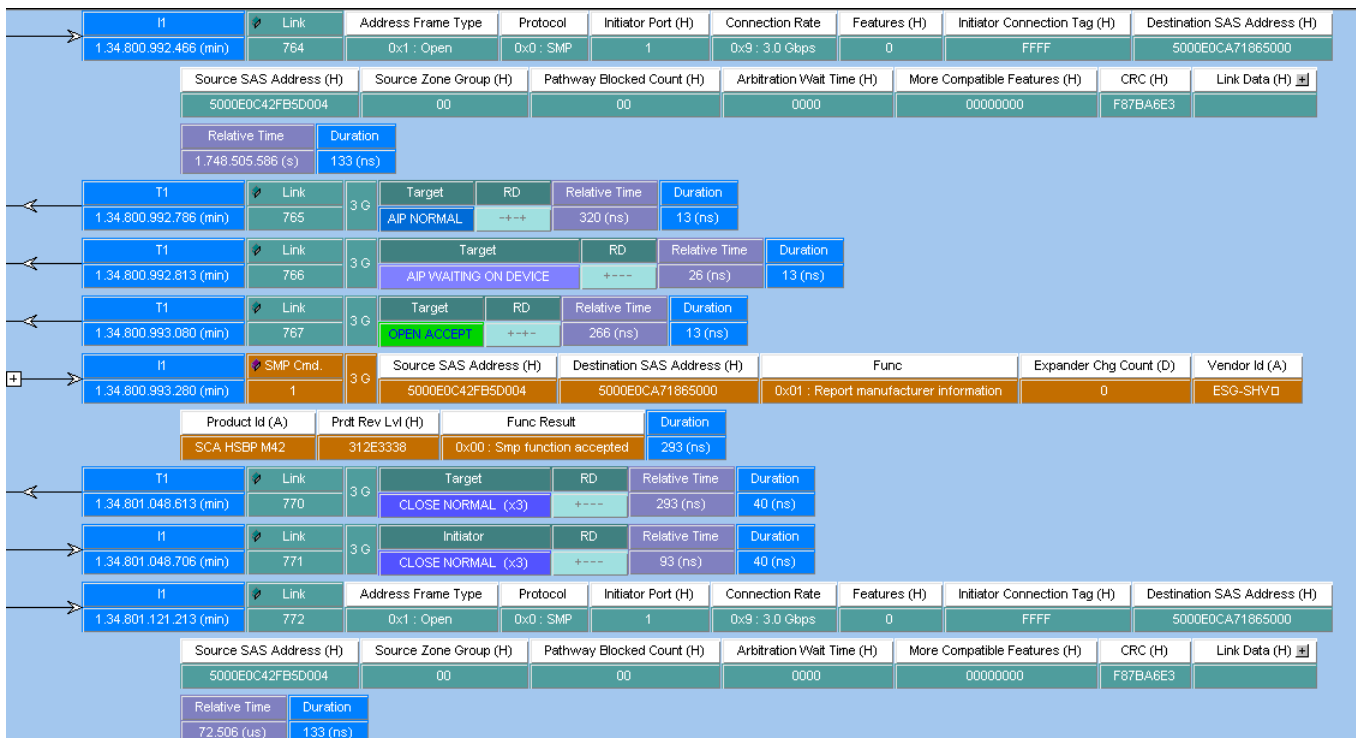 I1 Link Address Frame Type Protocol Initiator Port (H) Connection Rate Features (H) Initiator Connection Tag (H) Destination SAS Address (H)
1.34.800.992.466 (min) 764 0x1 : Open 0x0 : SMP 1 0x9 : 3.0 Gbps 0 FFFF 5000E0CA71865000
Source SAS Address (H) Source Zone Group (H) Pathway Blocked Count (H) Arbitration Wait Time (H) More Compatible Features (H) CRC (H) Link Data (H) +
5000E0C42FB5D004 00 00 0000 00000000 F87BA6E3
Relative Time Duration
1.748.505.586 (s) 133 (ns)
T1 Link 3 G Target RD Relative Time Duration
1.34.800.992.786 (min) 765 AIP NORMAL -+-+ 320 (ns) 13 (ns)
T1 Link 3 G Target RD Relative Time Duration
1.34.800.992.813 (min) 766 AIP WAITING ON DEVICE +--- 26 (ns) 13 (ns)
T1 Link 3 G Target RD Relative Time Duration
1.34.800.993.080 (min) 767 OPEN ACCEPT +-+- 266 (ns) 13 (ns)
I1 SMP Cmd. 3 G Source SAS Address (H) Destination SAS Address (H) Func Expander Chg Count (D) Vendor Id (A)
1.34.800.993.280 (min) 1 5000E0C42FB5D004 5000E0CA71865000 0x01 : Report manufacturer information 0 ESG-SHV□
Product Id (A) Prdt Rev Lvl (H) Func Result Duration
SCA HSBP M42 312E3338 0x00 : Smp function accepted 293 (ns)
T1 Link 3 G Target RD Relative Time Duration
1.34.801.048.613 (min) 770 CLOSE NORMAL (x3) +--- 293 (ns) 40 (ns)
I1 Link 3 G Initiator RD Relative Time Duration
1.34.801.048.706 (min) 771 CLOSE NORMAL (x3) +--- 93 (ns) 40 (ns)
I1 Link Address Frame Type Protocol Initiator Port (H) Connection Rate Features (H) Initiator Connection Tag (H) Destination SAS Address (H)
1.34.801.121.213 (min) 772 0x1 : Open 0x0 : SMP 1 0x9 : 3.0 Gbps 0 FFFF 5000E0CA71865000
Source SAS Address (H) Source Zone Group (H) Pathway Blocked Count (H) Arbitration Wait Time (H) More Compatible Features (H) CRC (H) Link Data (H) +
5000E0C42FB5D004 00 00 0000 00000000 F87BA6E3
Relative Time Duration
72.506 (us) 133 (ns)